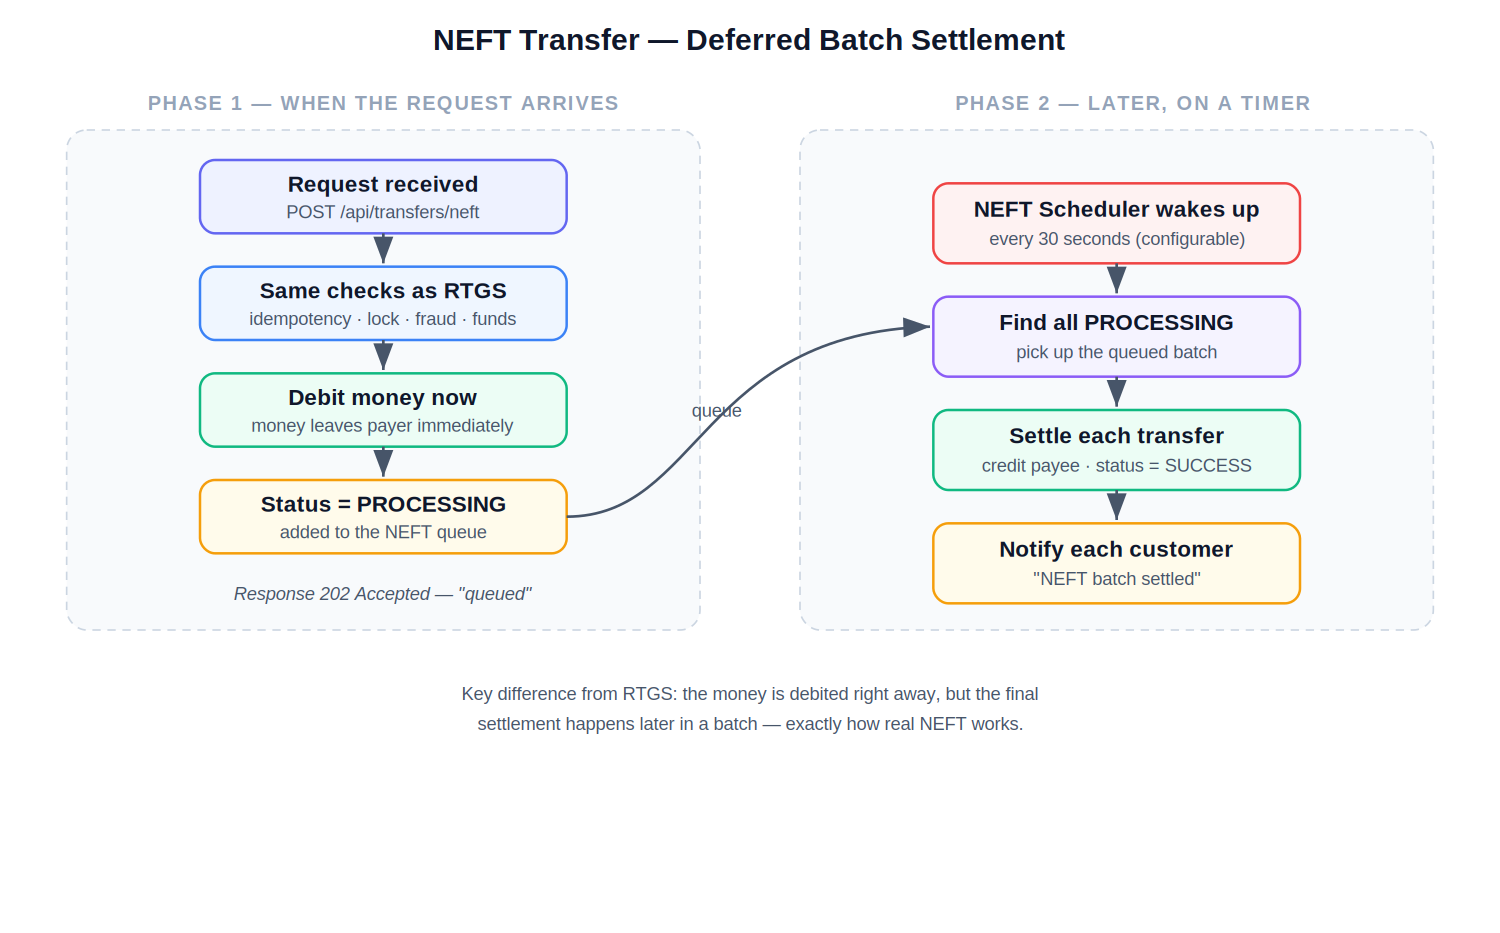 NEFT Transfer — Deferred Batch Settlement
PHASE 1 — WHEN THE REQUEST ARRIVES
Request received
POST /api/transfers/neft
Same checks as RTGS
idempotency · lock · fraud · funds
Debit money now
money leaves payer immediately
Status = PROCESSING
added to the NEFT queue
Response 202 Accepted — "queued"
queue
PHASE 2 — LATER, ON A TIMER
NEFT Scheduler wakes up
every 30 seconds (configurable)
Find all PROCESSING
pick up the queued batch
Settle each transfer
credit payee · status = SUCCESS
Notify each customer
"NEFT batch settled"
Key difference from RTGS: the money is debited right away, but the final
settlement happens later in a batch — exactly how real NEFT works.